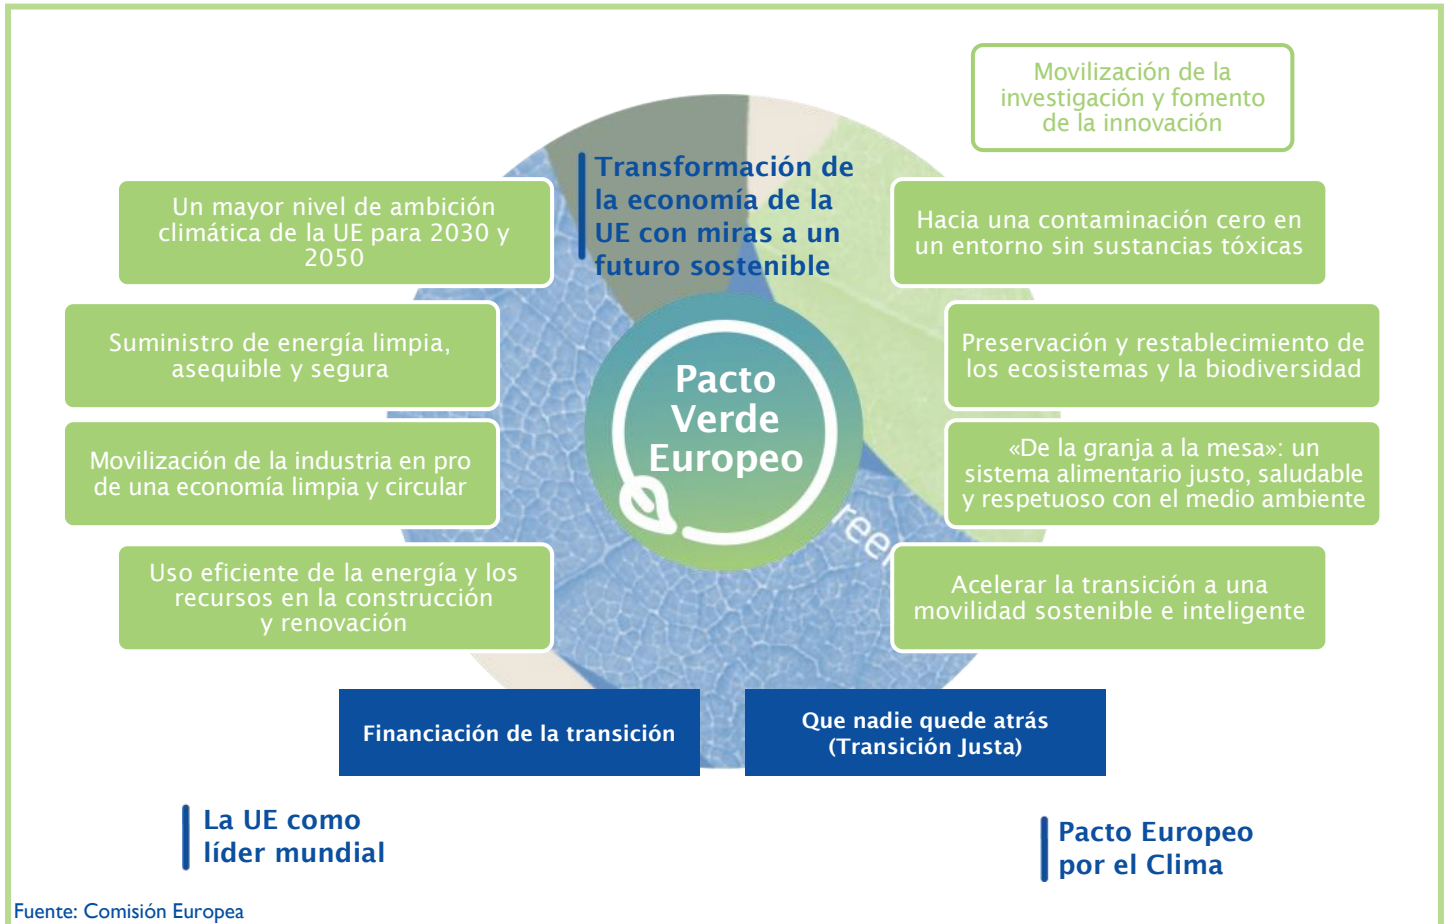 Movilización de la
investigación y fomento
de la innovación
Transformación de
la economía de la
UE con miras a un
futuro sostenible
Un mayor nivel de ambición
climática de la UE para 2030 y
2050
Suministro de energía limpia,
asequible y segura
Movilización de la industria en pro
de una economía limpia y circular
Uso eficiente de la energía y los
recursos en la construcción
y renovación
Pacto
Verde
Europeo
Hacia una contaminación cero en
un entorno sin sustancias tóxicas
Preservación y restablecimiento de
los ecosistemas y la biodiversidad
«De la granja a la mesa»: un
sistema alimentario justo, saludable
y respetuoso con el medio ambiente
Acelerar la transición a una
movilidad sostenible e inteligente
Financiación de la transición
Que nadie quede atrás
(Transición Justa)
La UE como
líder mundial
Pacto Europeo
por el Clima
Fuente: Comisión Europea